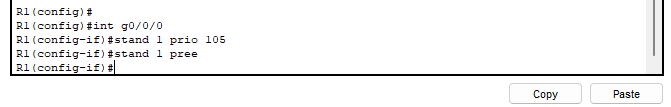 R1(config)#
R1(config)#int g0/0/0
R1(config-if)#stand 1 prio 105
R1(config-if)#stand 1 pree
R1(config-if)#
Copy Paste